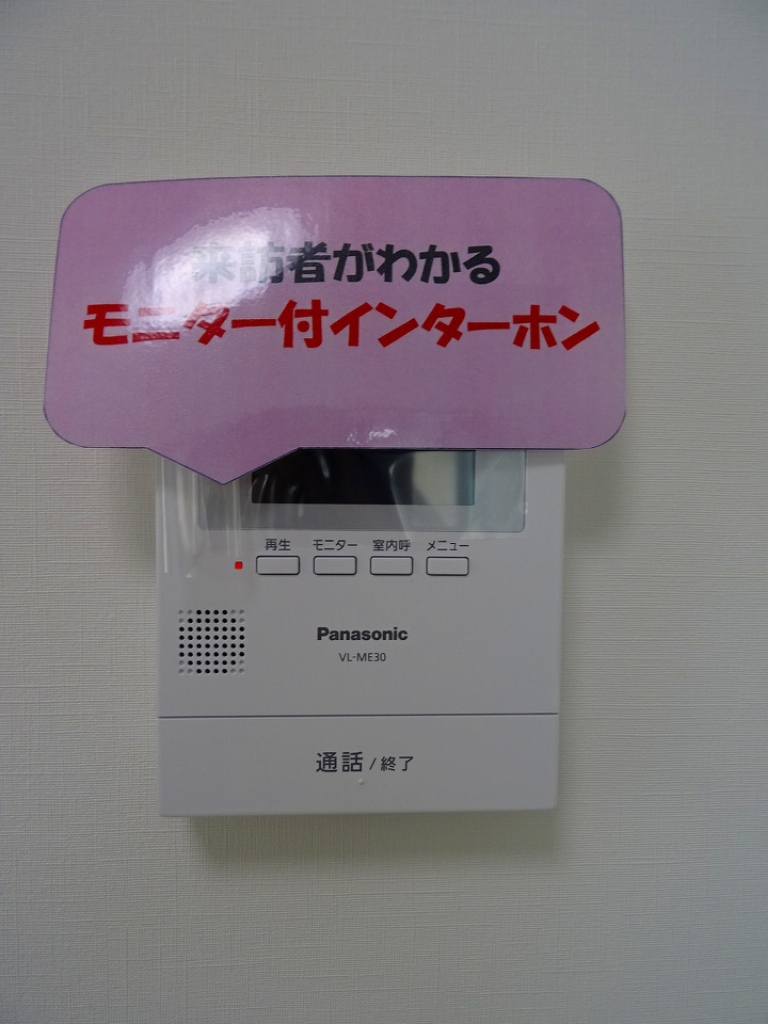 来訪者がわかる
モニター付インターホン
再生 モニター 室内呼 メニュー
Panasonic
VL-ME30
通話 / 終了